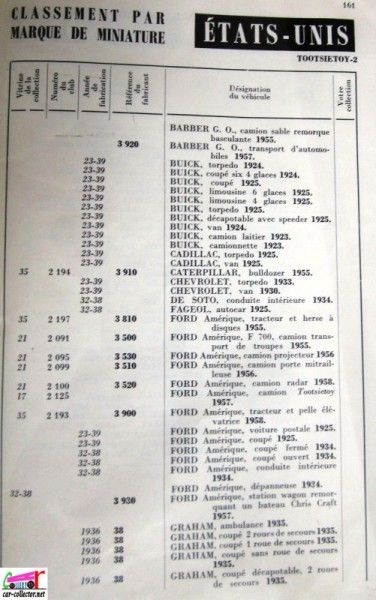 161
CLASSEMENT PAR
MARQUE DE MINIATURE
ÉTATS-UNIS
TOOTSIETOY-2
Vitrine de la collection
Numéro du club
Année de fabrication
Référence du fabricant
Désignation du véhicule
Votre collection
BARBER G. O., camion sable remorque
basculante 1955.
3 920 BARBER G. O., transport d'automo-
biles 1957.
23-39 BUICK, torpedo 1924.
23-39 BUICK, coupé six 4 glaces 1924.
23-39 BUICK, coupé 1925.
23-39 BUICK, limousine 6 glaces 1925.
23-39 BUICK, limousine 4 glaces 1925.
23-39 BUICK, torpedo 1925.
23-39 BUICK, décapotable avec speeder 1925.
23-39 BUICK, van 1924.
23-39 BUICK, camion laitier 1923.
23-39 BUICK, camionnette 1923.
23-39 CADILLAC, torpedo 1925.
23-39 CADILLAC, van 1925.
35 2 194 3 910 CATERPILLAR, bulldozer 1955.
23-39 CHEVROLET, torpedo 1933.
23-39 CHEVROLET, van 1930.
32-38 DE SOTO, conduite intérieure 1934.
32-38 FAGEOL, autocar 1925.
35 2 197 3 810 FORD Amérique, tracteur et herse à
disques 1955.
21 2 091 3 500 FORD Amérique, F 700, camion trans-
port de troupes 1955.
21 2 095 3 530 FORD Amérique, camion projecteur 1956
21 2 099 3 510 FORD Amérique, camion porte mitrail-
leuse 1956.
21 2 100 3 520 FORD Amérique, camion radar 1958.
17 2 125 FORD Amérique, camion Tootsietoy
1957.
35 2 193 3 900 FORD Amérique, tracteur et pelle élé-
vatrice 1958.
23-39 FORD Amérique, voiture postale 1925.
23-39 FORD Amérique, coupé 1925.
32-38 FORD Amérique, coupé fermé 1934.
32-38 FORD Amérique, coupé ouvert 1934.
32-38 FORD Amérique, conduite intérieure
1934.
32-38 FORD Amérique, dépanneuse 1924.
3 930 FORD Amérique, station wagon remor-
quant un bateau Chris Craft
1957.
1936 38 GRAHAM, ambulance 1935.
1936 38 GRAHAM, coupé 2 roues de secours 1935.
1936 38 GRAHAM, coupé 1 roue de secours 1935.
1936 38 GRAHAM, coupé sans roue de secours
1935.
1936 38 GRAHAM, coupé décapotable, 2 roues
de secours 1935.
car-collector.net